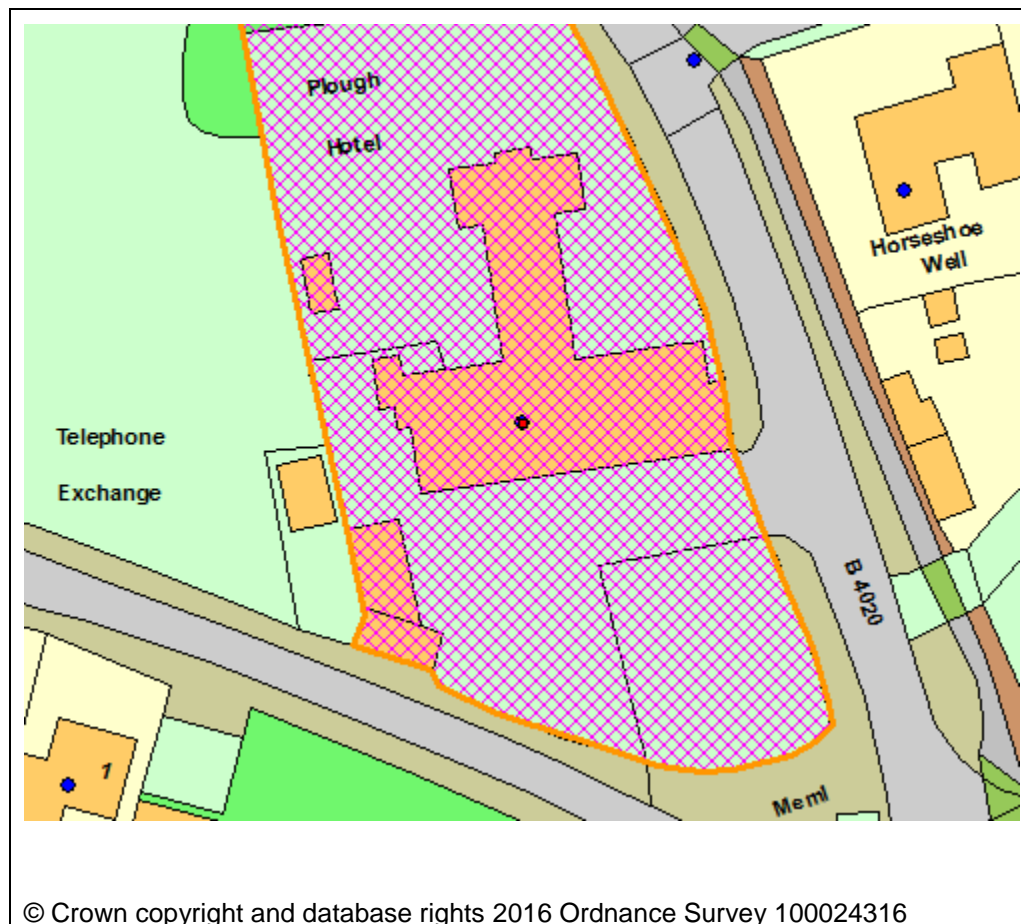 Plough
Hotel
Horseshoe
Well
Telephone
Exchange
B 4020
1
Meml
© Crown copyright and database rights 2016 Ordnance Survey 100024316